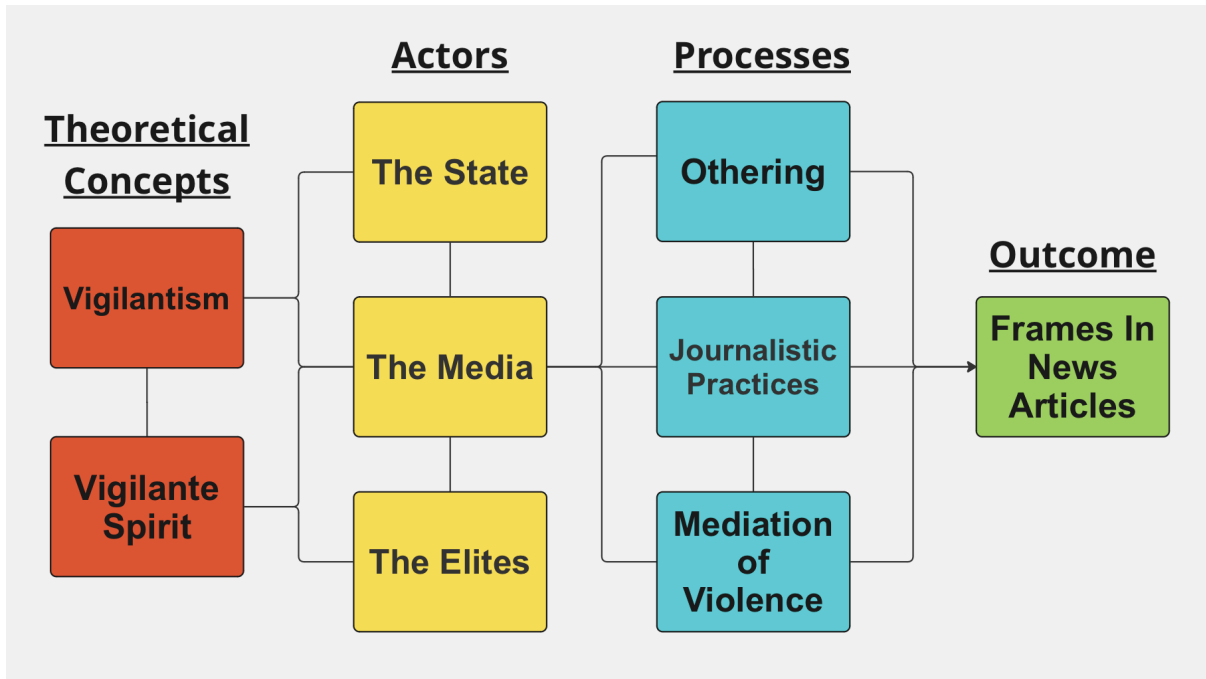 Theoretical
Concepts
Vigilantism
Vigilante
Spirit
Actors
The State
The Media
The Elites
Processes
Othering
Journalistic
Practices
Mediation
of
Violence
Outcome
Frames In
News
Articles